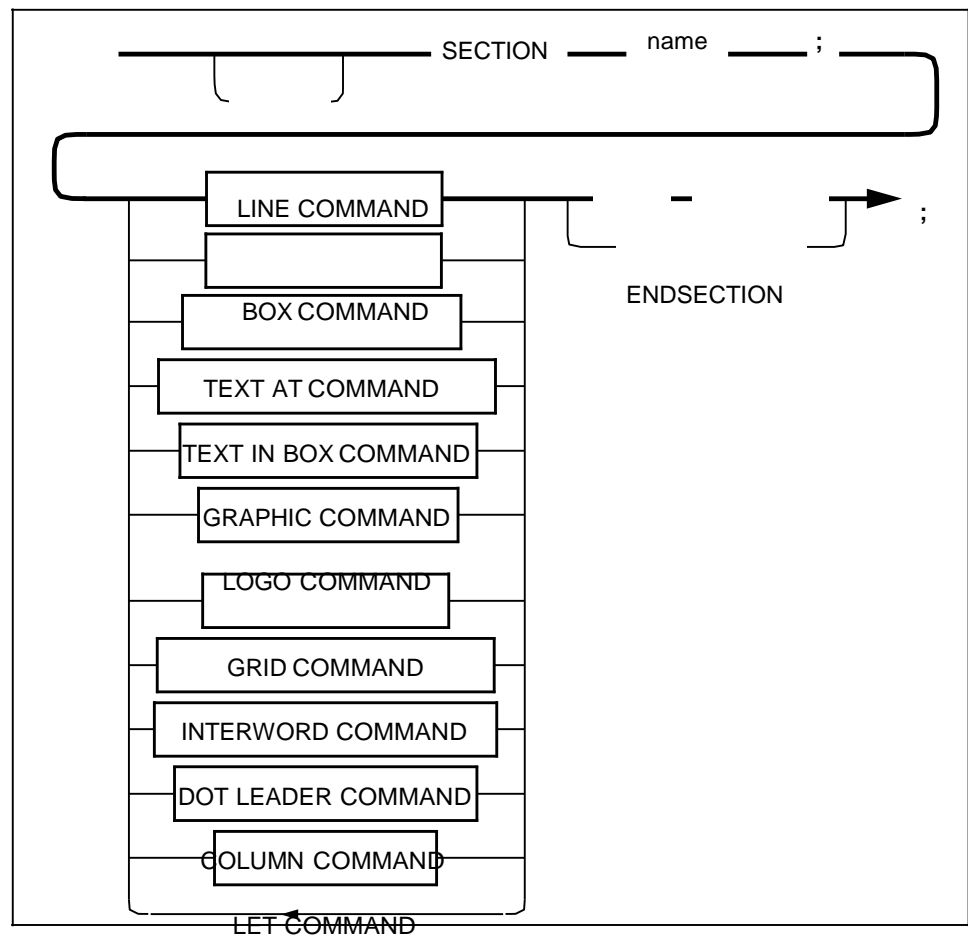 SECTION name ;
LINE COMMAND
;
ENDSECTION
BOX COMMAND
TEXT AT COMMAND
TEXT IN BOX COMMAND
GRAPHIC COMMAND
LOGO COMMAND
GRID COMMAND
INTERWORD COMMAND
DOT LEADER COMMAND
COLUMN COMMAND
LET COMMAND